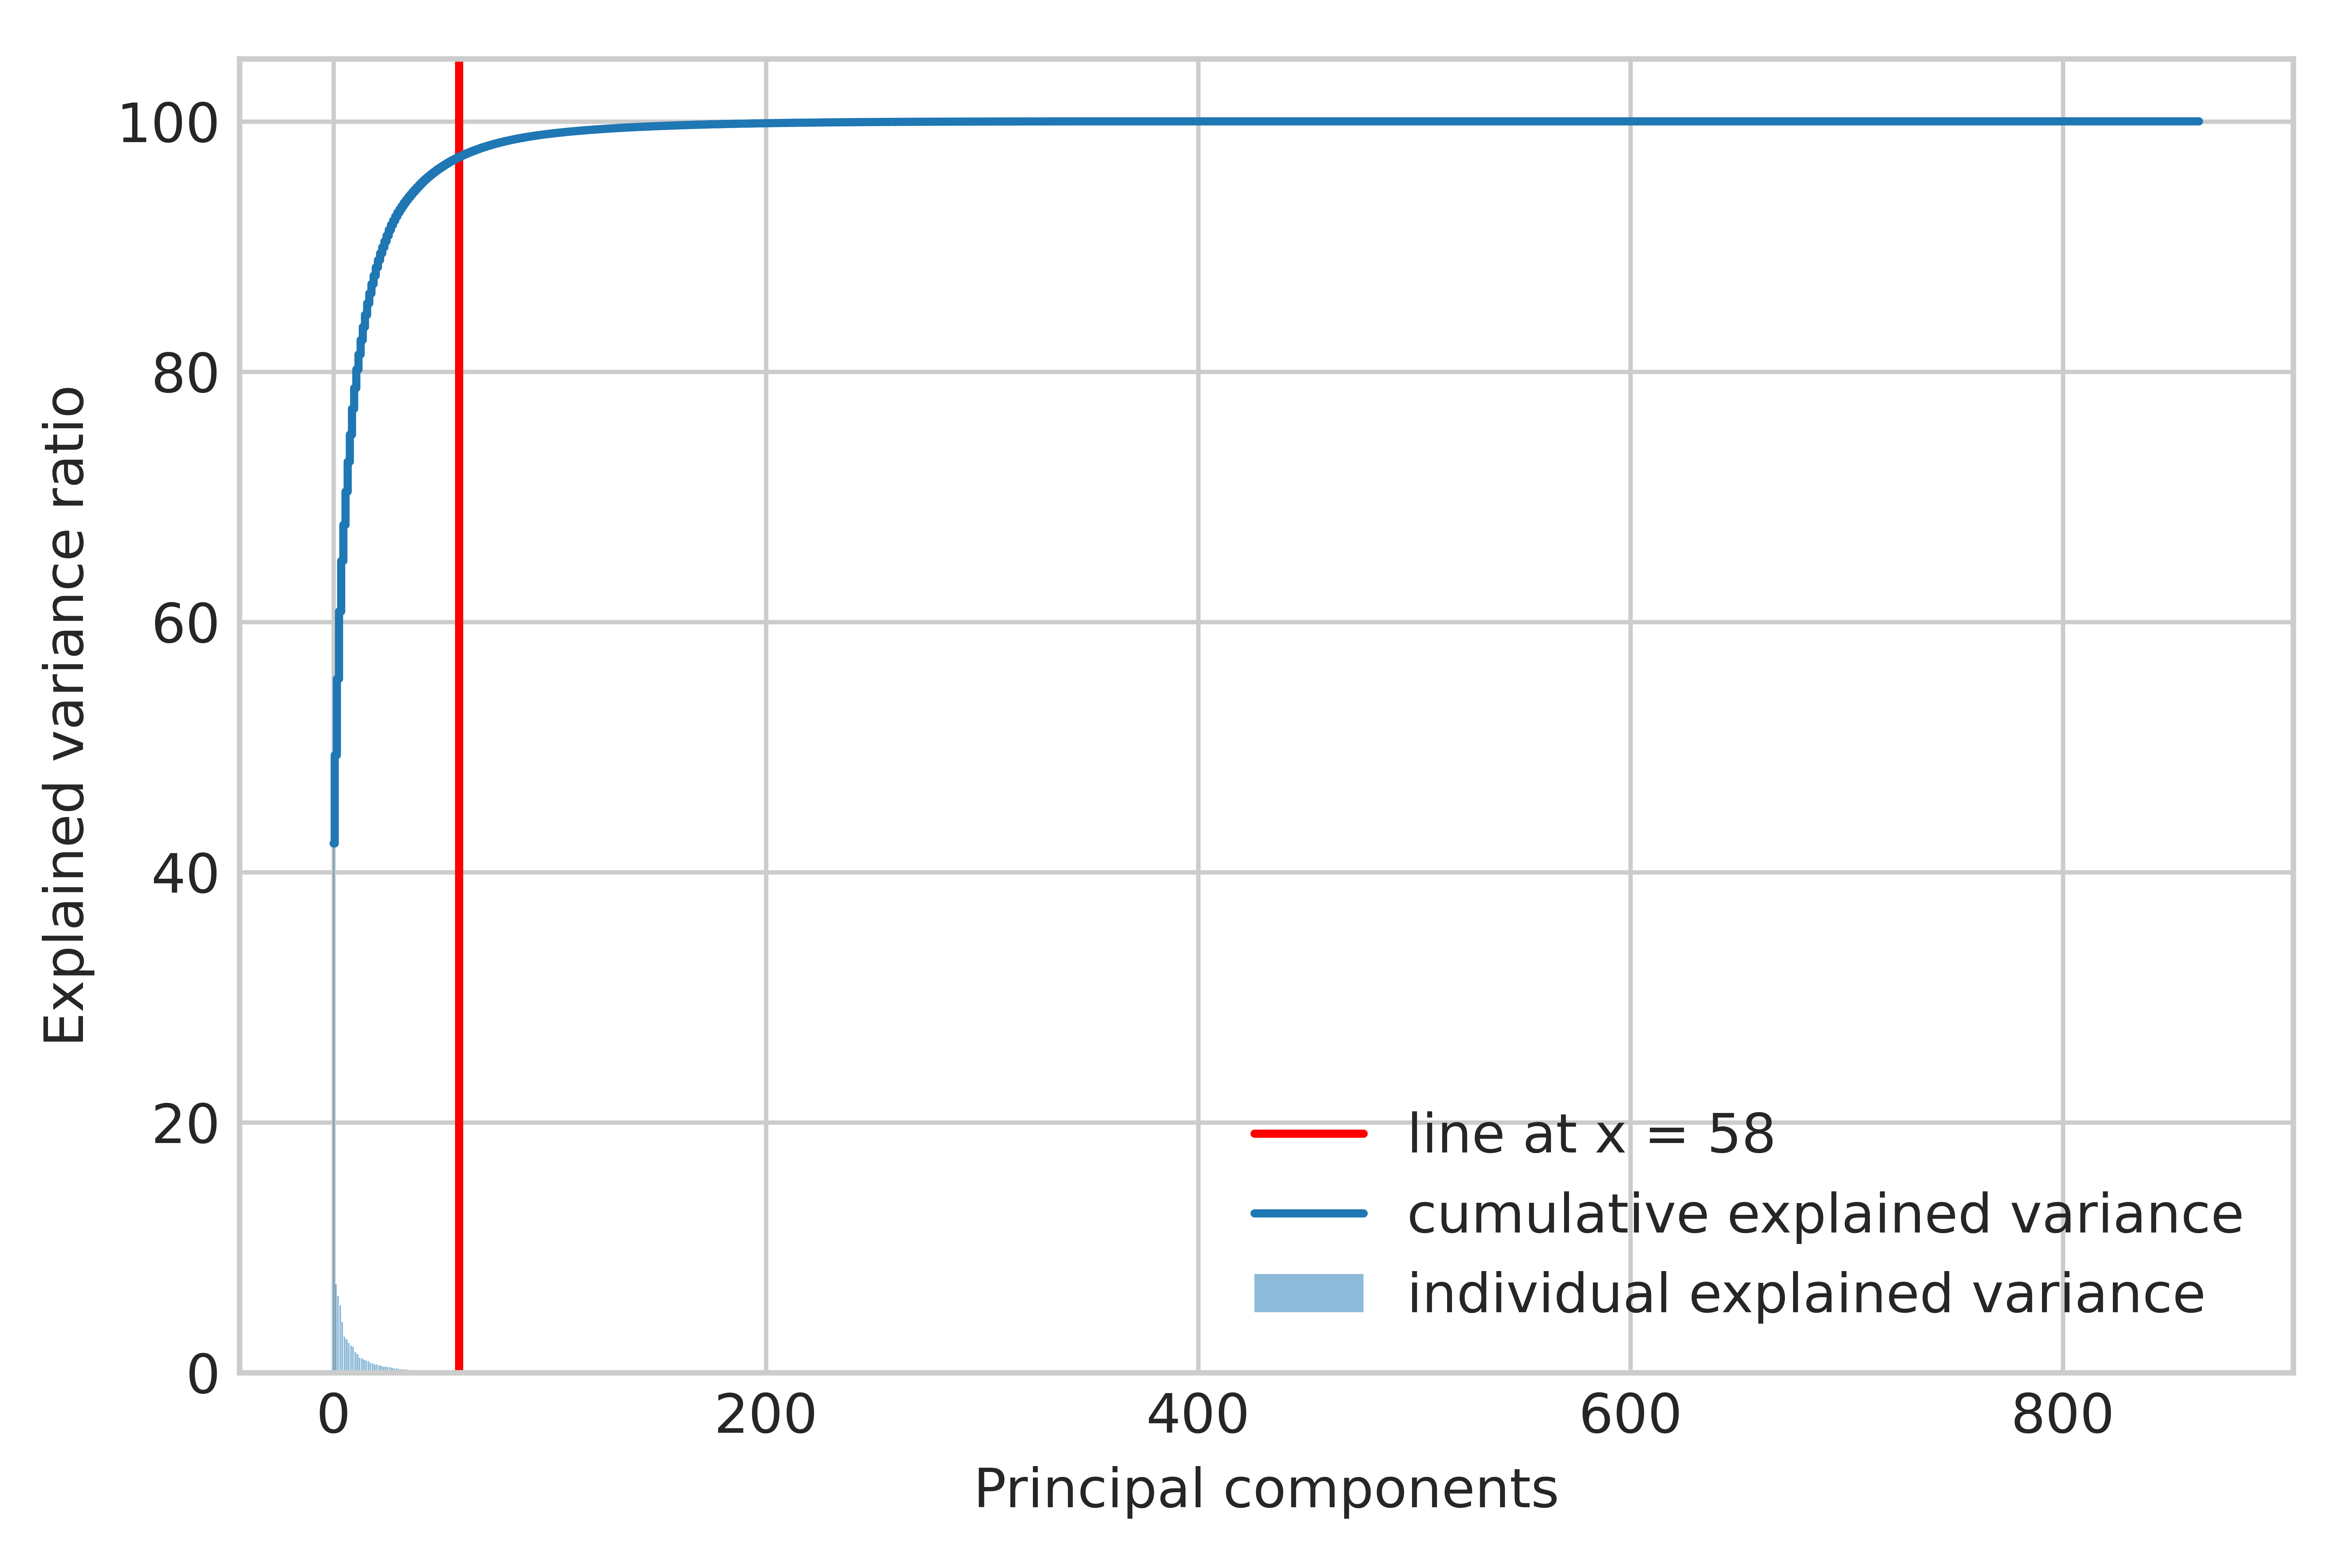 100
80
60
40
20
0
Explained variance ratio
line at x = 58
cumulative explained variance
individual explained variance
0 200 400 600 800
Principal components